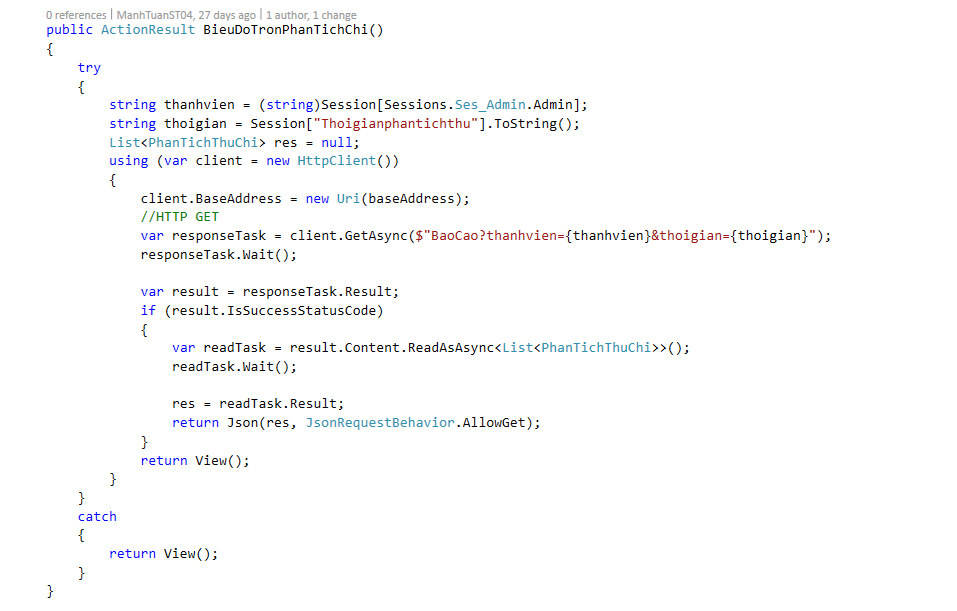 0 references | ManhTuanST04, 27 days ago | 1 author, 1 change
public ActionResult BieuDoTronPhanTichChi()
{
    try
    {
        string thanhvien = (string)Session[Sessions.Ses_Admin.Admin];
        string thoigian = Session["Thoigianphantichthu"].ToString();
        List<PhanTichThuChi> res = null;
        using (var client = new HttpClient())
        {
            client.BaseAddress = new Uri(baseAddress);
            //HTTP GET
            var responseTask = client.GetAsync($"BaoCao?thanhvien={thanhvien}&thoigian={thoigian}");
            responseTask.Wait();

            var result = responseTask.Result;
            if (result.IsSuccessStatusCode)
            {
                var readTask = result.Content.ReadAsAsync<List<PhanTichThuChi>>();
                readTask.Wait();

                res = readTask.Result;
                return Json(res, JsonRequestBehavior.AllowGet);
            }
            return View();
        }
    }
    catch
    {
        return View();
    }
}